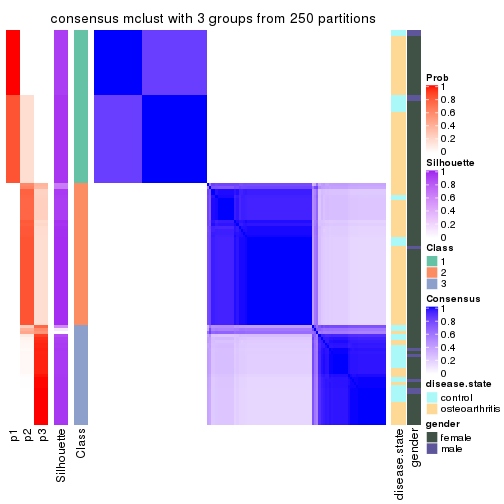 consensus mclust with 3 groups from 250 partitions
Prob
1
0.8
0.6
0.4
0.2
0
Silhouette
1
0.8
0.6
0.4
0.2
0
Class
1
2
3
Consensus
1
0.8
0.6
0.4
0.2
0
disease.state
control
osteoarthritis
gender
female
male
p1
p2
p3
Silhouette
Class
disease.state
gender